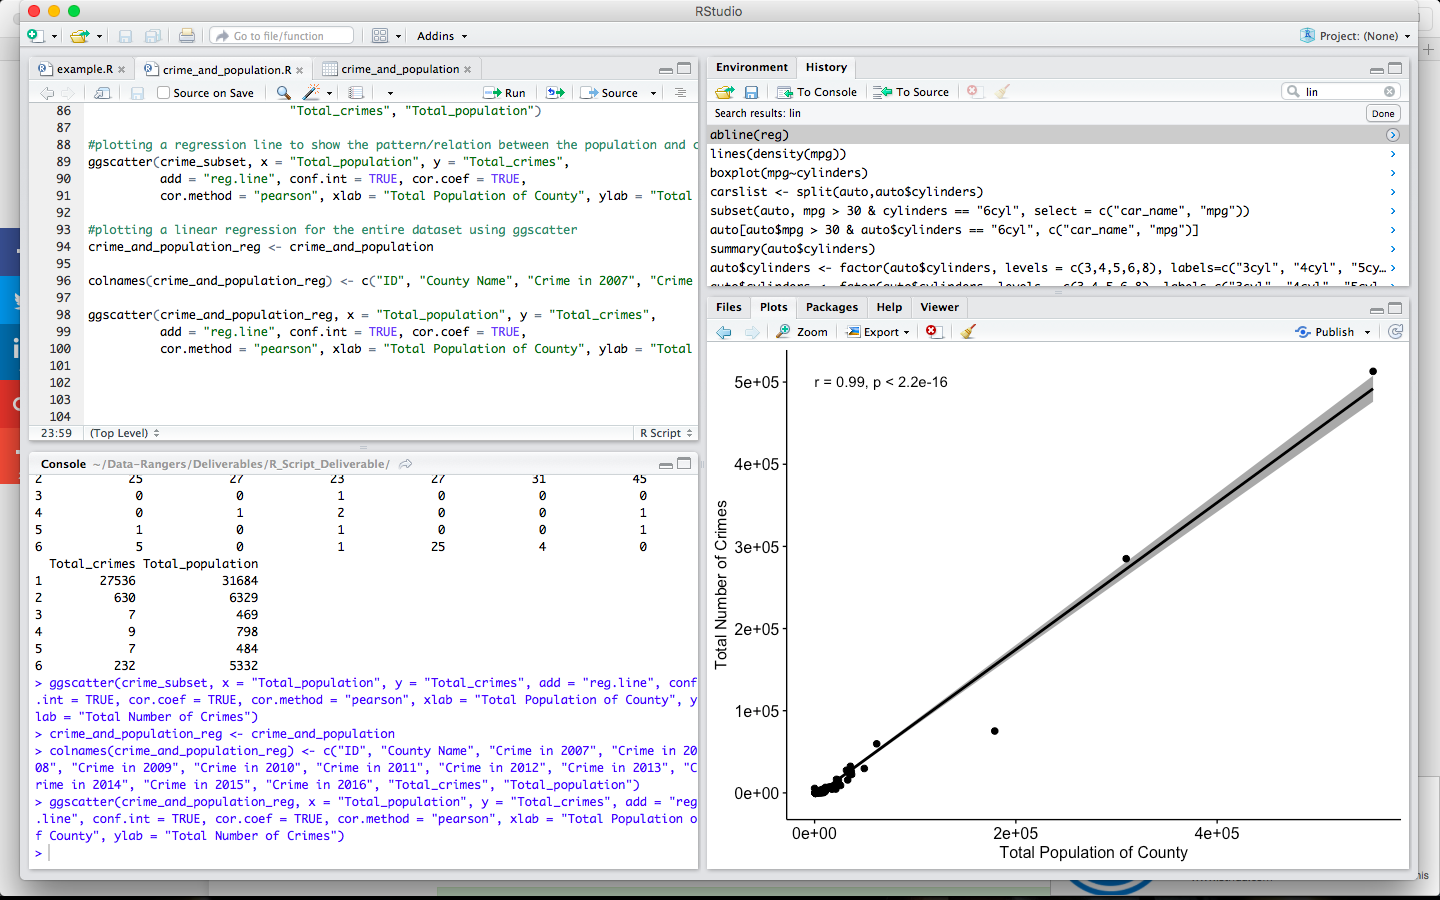 RStudio
Go to file/function
Addins
Project: (None)
example.R
crime_and_population.R
crime_and_population
Source on Save
Run
Source
86 "Total_crimes", "Total_population")
87
88 #plotting a regression line to show the pattern/relation between the population and c
89 ggscatter(crime_subset, x = "Total_population", y = "Total_crimes",
90 add = "reg.line", conf.int = TRUE, cor.coef = TRUE,
91 cor.method = "pearson", xlab = "Total Population of County", ylab = "Total
92
93 #plotting a linear regression for the entire dataset using ggscatter
94 crime_and_population_reg <- crime_and_population
95
96 colnames(crime_and_population_reg) <- c("ID", "County Name", "Crime in 2007", "Crime
97
98 ggscatter(crime_and_population_reg, x = "Total_population", y = "Total_crimes",
99 add = "reg.line", conf.int = TRUE, cor.coef = TRUE,
100 cor.method = "pearson", xlab = "Total Population of County", ylab = "Total
101
102
103
104
23:59 (Top Level) R Script
Console ~/Data-Rangers/Deliverables/R_Script_Deliverable/
2 25 27 23 27 31 45
3 0 0 1 0 0 0
4 0 1 2 0 0 1
5 1 0 1 0 0 1
6 5 0 1 25 4 0
Total_crimes Total_population
1 27536 31684
2 630 6329
3 7 469
4 9 798
5 7 484
6 232 5332
> ggscatter(crime_subset, x = "Total_population", y = "Total_crimes", add = "reg.line", conf
.int = TRUE, cor.coef = TRUE, cor.method = "pearson", xlab = "Total Population of County", y
lab = "Total Number of Crimes")
> crime_and_population_reg <- crime_and_population
> colnames(crime_and_population_reg) <- c("ID", "County Name", "Crime in 2007", "Crime in 20
08", "Crime in 2009", "Crime in 2010", "Crime in 2011", "Crime in 2012", "Crime in 2013", "C
rime in 2014", "Crime in 2015", "Crime in 2016", "Total_crimes", "Total_population")
> ggscatter(crime_and_population_reg, x = "Total_population", y = "Total_crimes", add = "reg
.line", conf.int = TRUE, cor.coef = TRUE, cor.method = "pearson", xlab = "Total Population o
f County", ylab = "Total Number of Crimes")
>
Environment History
To Console
To Source
lin
Search results: lin
Done
abline(reg)
lines(density(mpg))
boxplot(mpg~cylinders)
carslist <- split(auto,auto$cylinders)
subset(auto, mpg > 30 & cylinders == "6cyl", select = c("car_name", "mpg"))
auto[auto$mpg > 30 & auto$cylinders == "6cyl", c("car_name", "mpg")]
summary(auto$cylinders)
auto$cylinders <- factor(auto$cylinders, levels = c(3,4,5,6,8), labels=c("3cyl", "4cyl", "5cy…
Files Plots Packages Help Viewer
Zoom
Export
Publish
r = 0.99, p < 2.2e-16
5e+05
4e+05
3e+05
2e+05
1e+05
0e+00
Total Number of Crimes
0e+00 2e+05 4e+05
Total Population of County